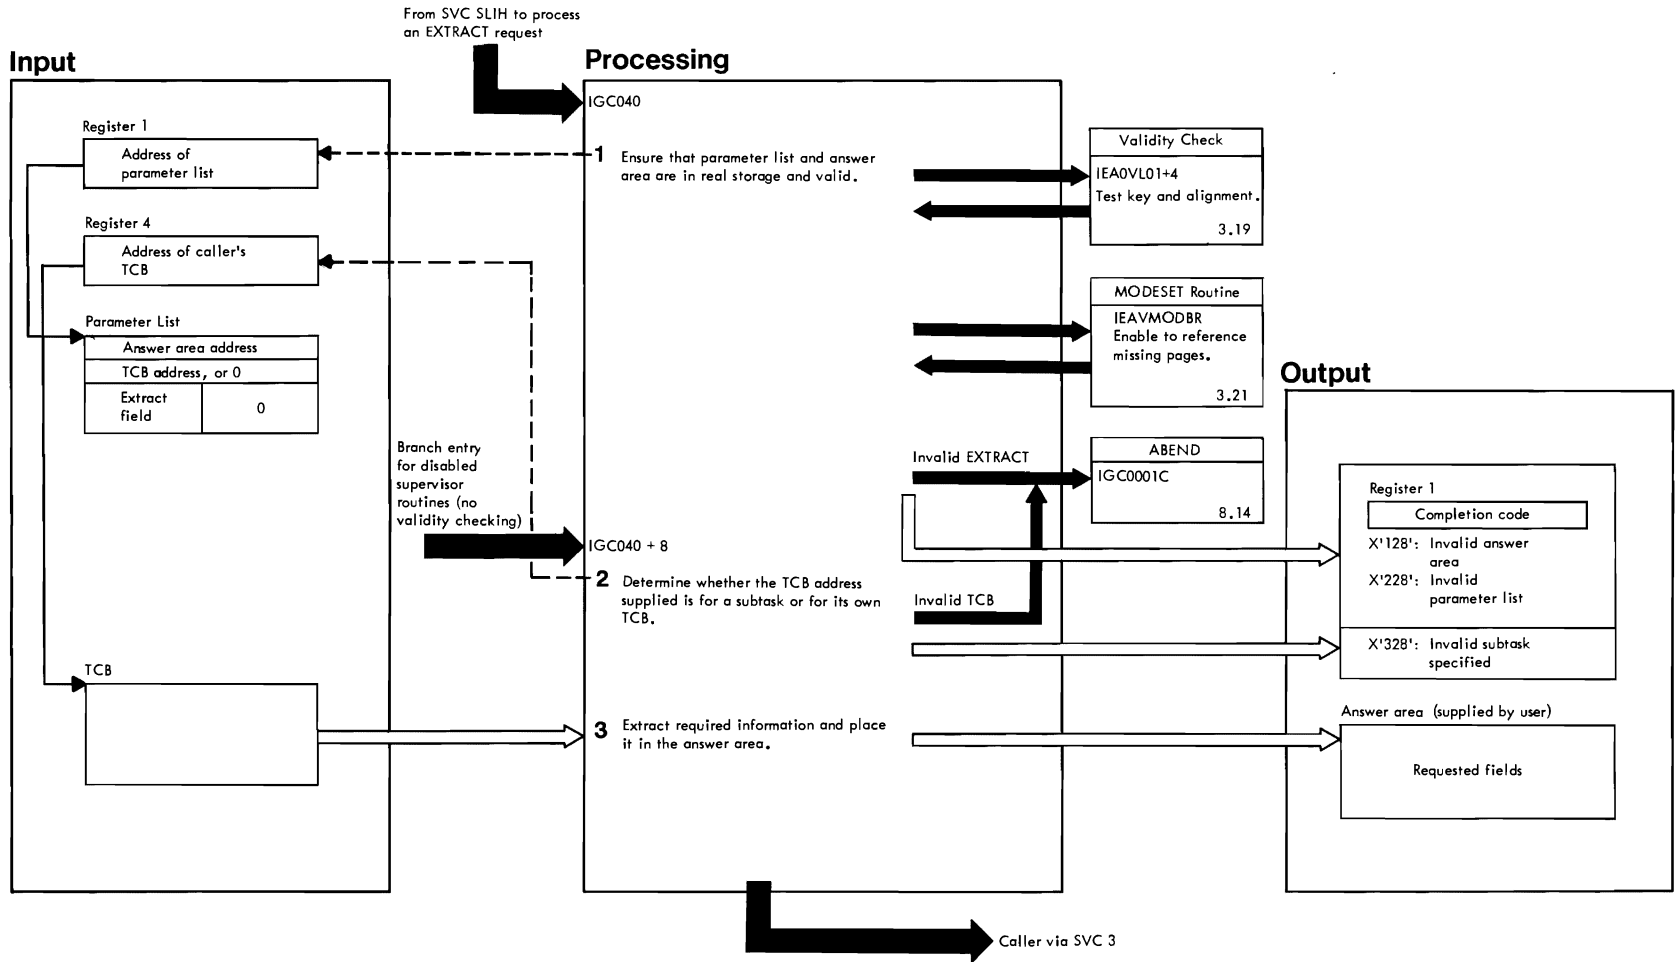 From SVC SLIH to process
an EXTRACT request
Input
Processing
IGC040
Register 1
Address of
parameter list
1 Ensure that parameter list and answer
area are in real storage and valid.
Validity Check
IEA0VL01+4
Test key and alignment.
3.19
Register 4
Address of caller's
TCB
MODESET Routine
IEAVMODBR
Enable to reference
missing pages.
3.21
Parameter List
Answer area address
TCB address, or 0
Extract
field
0
Output
Branch entry
for disabled
supervisor
routines (no
validity checking)
Invalid EXTRACT
ABEND
IGC0001C
8.14
Register 1
Completion code
X'128': Invalid answer
area
X'228': Invalid
parameter list
IGC040 + 8
2 Determine whether the TCB address
supplied is for a subtask or for its own
TCB.
Invalid TCB
X'328': Invalid subtask
specified
TCB
3 Extract required information and place
it in the answer area.
Answer area (supplied by user)
Requested fields
Caller via SVC 3